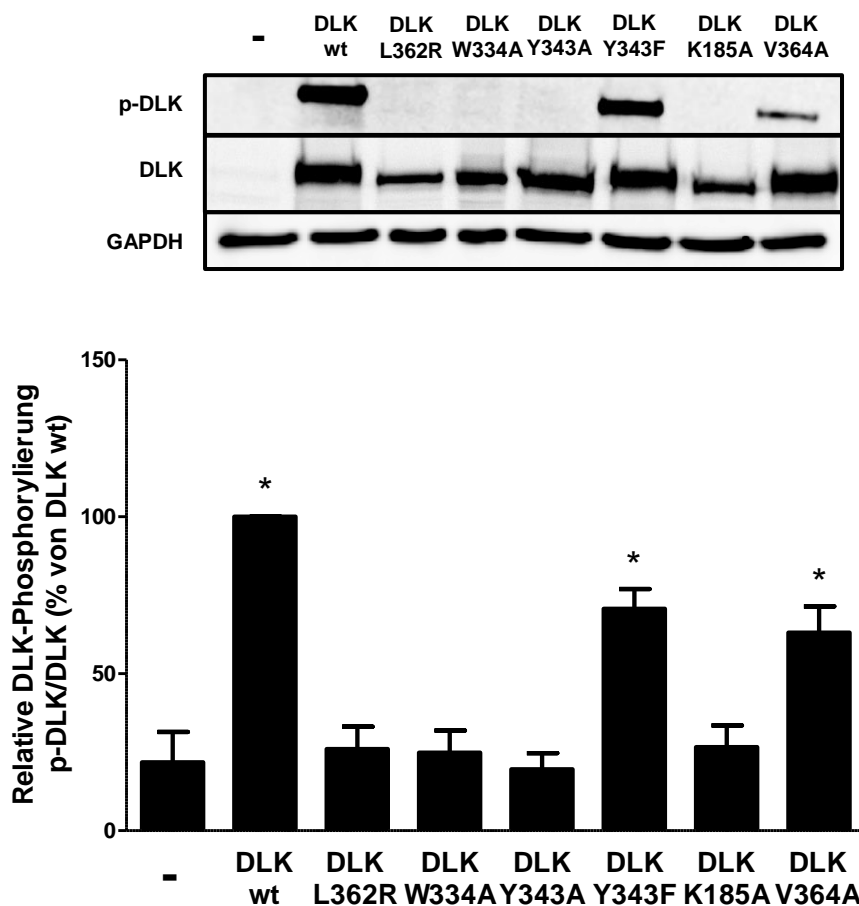 - DLK wt DLK L362R DLK W334A DLK Y343A DLK Y343F DLK K185A DLK V364A
p-DLK
DLK
GAPDH
Relative DLK-Phosphorylierung
p-DLK/DLK (% von DLK wt)
150
100
50
0
*
*
*
- DLK wt DLK L362R DLK W334A DLK Y343A DLK Y343F DLK K185A DLK V364A